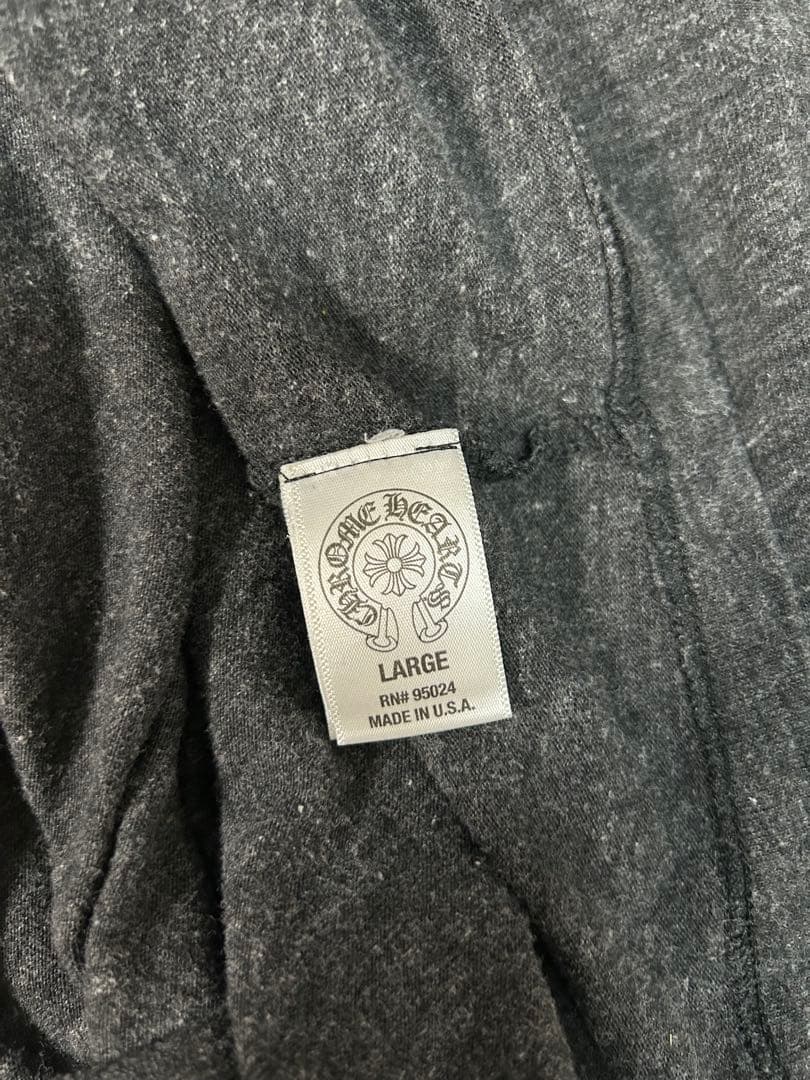 CHROME HEARTS
LARGE
RN# 95024
MADE IN U.S.A.